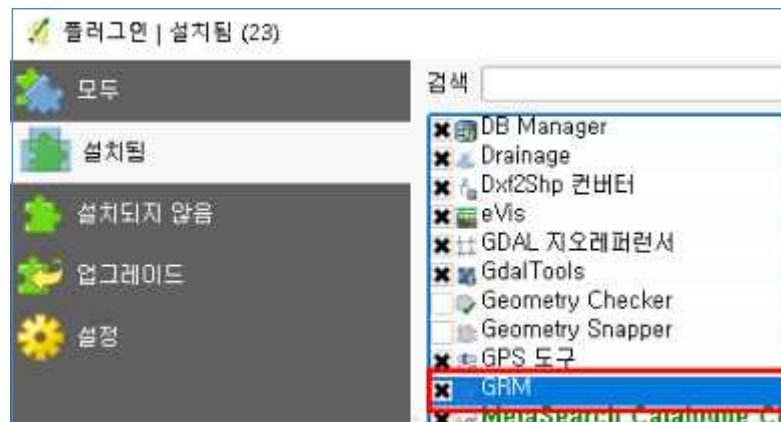 플러그인 | 설치됨 (23)
모두
설치됨
설치되지 않음
업그레이드
설정
검색
DB Manager
Drainage
Dxf2Shp 컨버터
eVis
GDAL 지오레퍼런서
GdalTools
Geometry Checker
Geometry Snapper
GPS 도구
GRM
MetaSearch Catalogue C